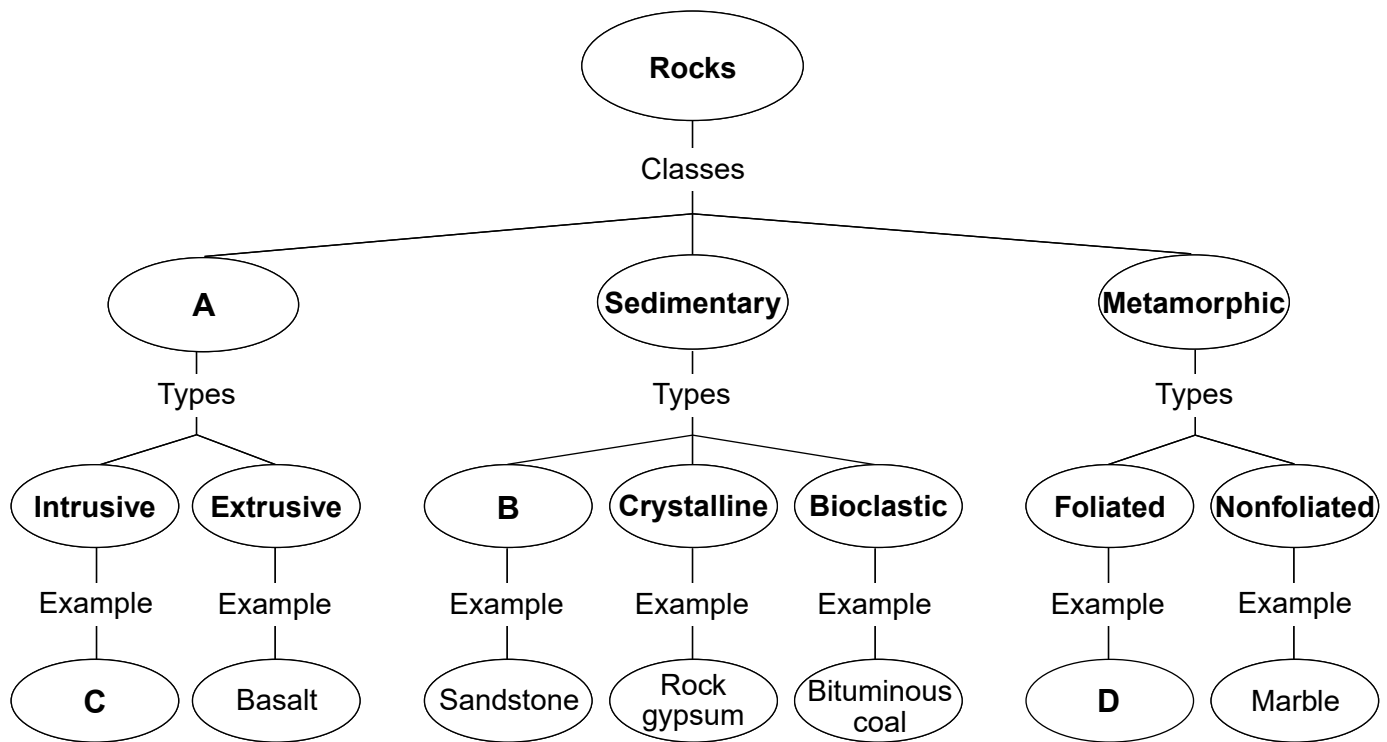 Rocks
Classes
A
Sedimentary
Metamorphic
Types
Types
Types
Intrusive
Extrusive
B
Crystalline
Bioclastic
Foliated
Nonfoliated
Example
Example
Example
Example
Example
Example
Example
C
Basalt
Sandstone
Rock
gypsum
Bituminous
coal
D
Marble